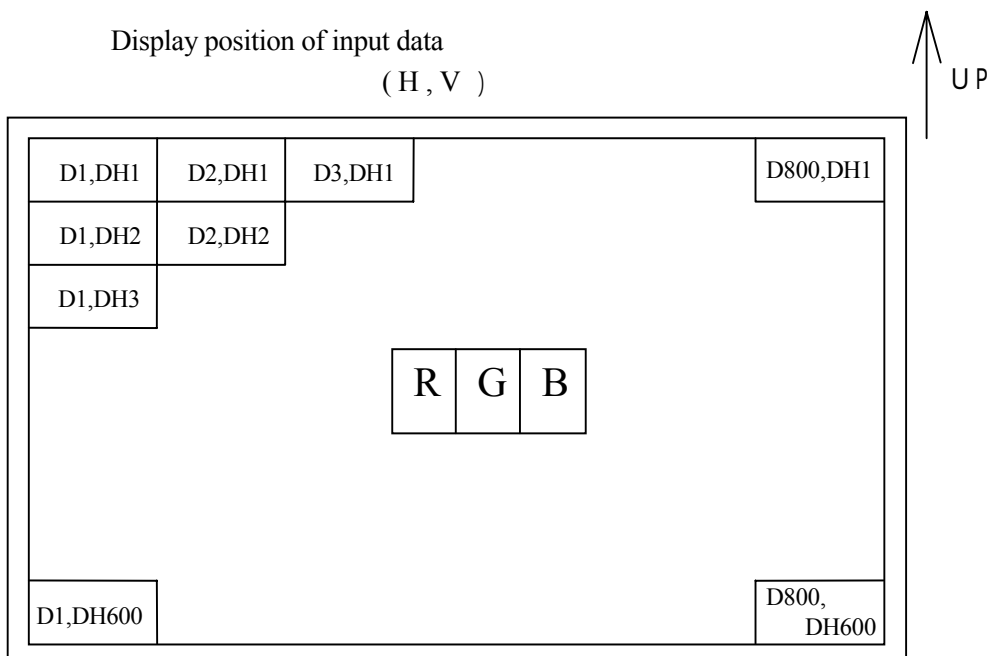 Display position of input data
( H , V )
U P
D1,DH1 D2,DH1 D3,DH1 D800,DH1
D1,DH2 D2,DH2
D1,DH3
R G B
D1,DH600 D800,
DH600